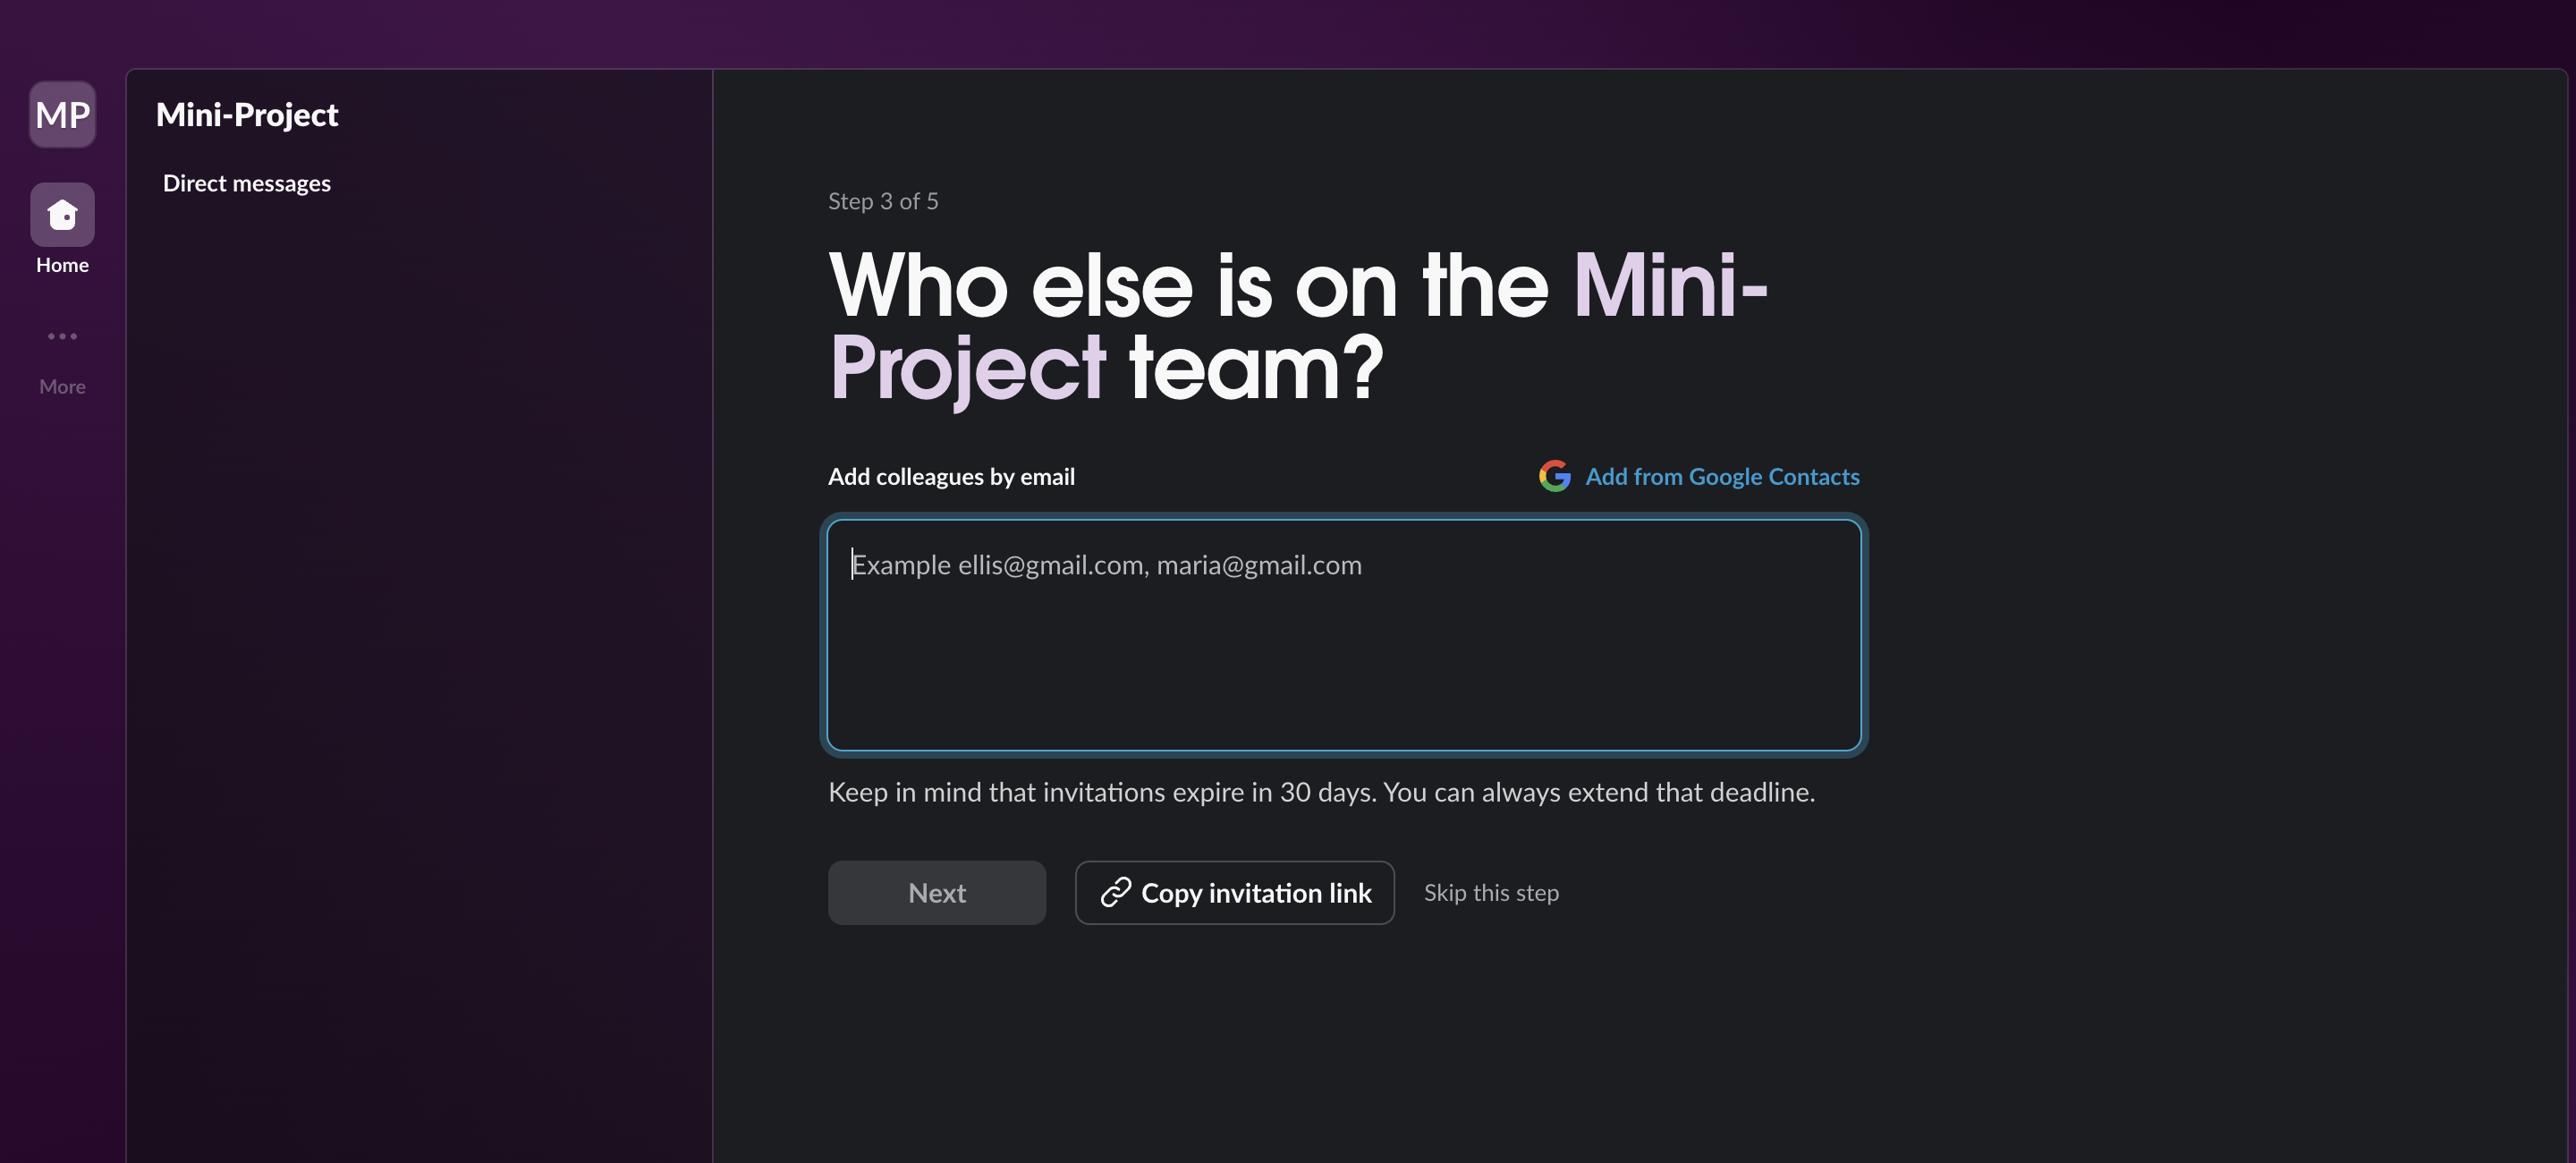 MP
Home
More
Mini-Project
Direct messages
Step 3 of 5
Who else is on the Mini-
Project team?
Add colleagues by email
Add from Google Contacts
Example ellis@gmail.com, maria@gmail.com
Keep in mind that invitations expire in 30 days. You can always extend that deadline.
Next
Copy invitation link
Skip this step